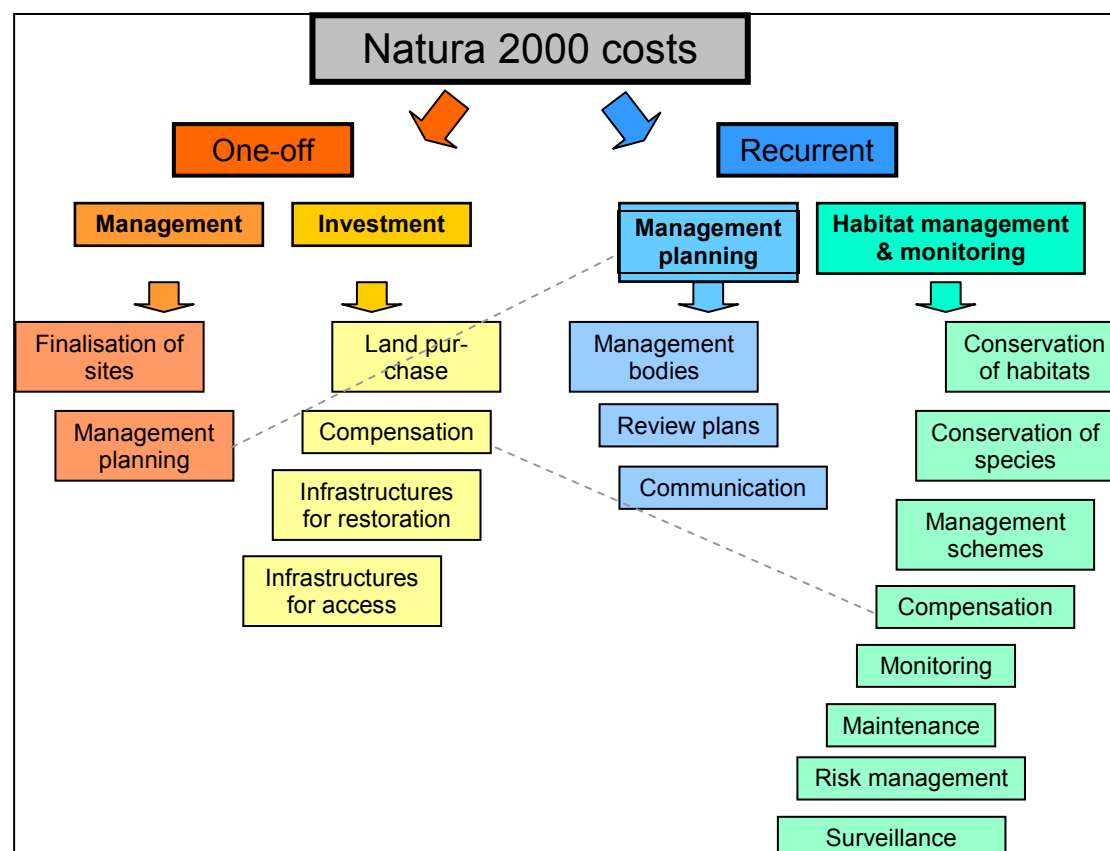 Natura 2000 costs
One-off
Recurrent
Management
Investment
Management
planning
Habitat management
& monitoring
Finalisation of
sites
Management
planning
Land pur-
chase
Compensation
Infrastructures
for restoration
Infrastructures
for access
Management
bodies
Review plans
Communication
Conservation
of habitats
Conservation of
species
Management
schemes
Compensation
Monitoring
Maintenance
Risk management
Surveillance